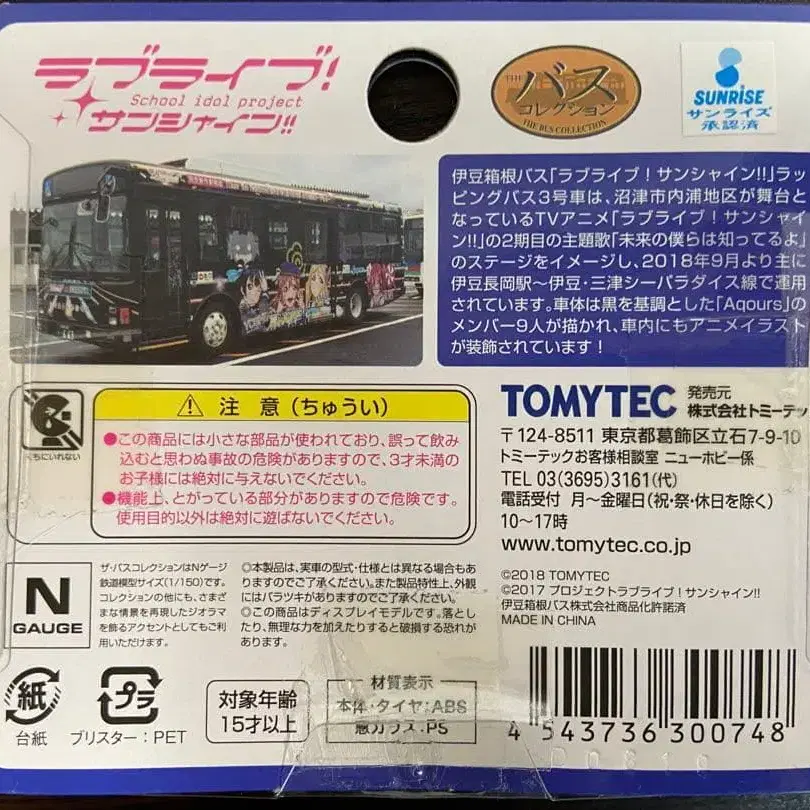 ラブライブ!
School idol project
サンシャイン!!
THE
バス
コレクション
THE BUS COLLECTION
SUNRISE
サンライズ
承認済
伊豆箱根バス「ラブライブ！サンシャイン!!」ラッ
ピングバス3号車は、沼津市内浦地区が舞台と
なっているTVアニメ「ラブライブ！サンシャイ
ン!!」の2期目の主題歌「未来の僕らは知ってるよ」
のステージをイメージし、2018年9月より主に
伊豆長岡駅〜伊豆・三津シーパラダイス線で運用
されています。車体は黒を基調とした「Aqours」の
メンバー9人が描かれ、車内にもアニメイラスト
が装飾されています！
くちにいれない
注 意（ちゅうい）
●この商品には小さな部品が使われており、誤って飲み
込むと思わぬ事故の危険がありますので、3才未満の
お子様には絶対に与えないでください。
●機能上、とがっている部分がありますので危険です。
使用目的以外は絶対に遊ばないでください。
TOMYTEC 発売元
株式会社トミーテッ
〒124-8511 東京都葛飾区立石7-9-10
トミーテックお客様相談室 ニューホビー係
TEL 03(3695)3161(代)
電話受付 月〜金曜日(祝・祭・休日を除く)
10〜17時
www.tomytec.co.jp
©2018 TOMYTEC
©2017 プロジェクトラブライブ！サンシャイン!!
伊豆箱根バス株式会社商品化許諾済
MADE IN CHINA
N
GAUGE
ザ・バスコレクションはNゲージ
鉄道模型サイズ(1/150)です。
コレクションの他にも、さまざ
まな情景を再現したジオラマ
を飾るアクセントとしてもご利
用いただけます。
◎本製品は、実車の型式・仕様とは異なる場合もあ
りますのでご了承ください。また製品特性上、外観
にはバラツキがありますのでご了承ください。
◎この商品はディスプレイモデルです。落とし
たり、無理な力を加えたりすると破損する恐れが
あります。
紙
台紙
プラ
ブリスター：PET
対象年齢
15才以上
材質表示
本体・タイヤ：ABS
窓ガラス：PS
4 543736 300748